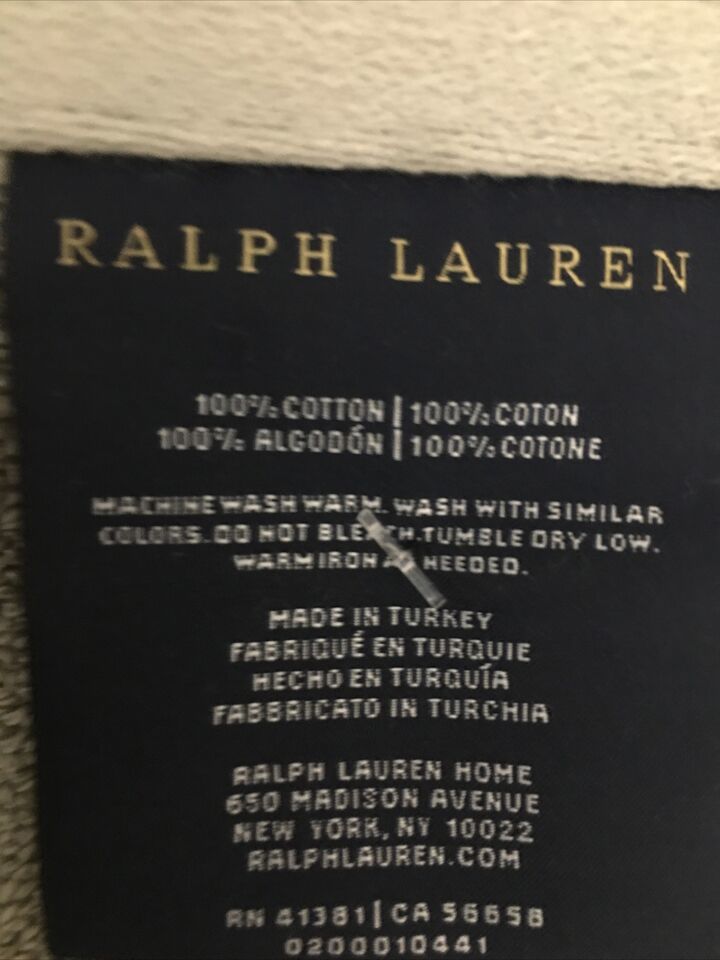 RALPH LAUREN
100% COTTON | 100% COTON
100% ALGODÓN | 100% COTONE
MACHINE WASH WARM. WASH WITH SIMILAR
COLORS. DO NOT BLEACH. TUMBLE DRY LOW.
WARM IRON AS NEEDED.
MADE IN TURKEY
FABRIQUÉ EN TURQUIE
HECHO EN TURQUÍA
FABBRICATO IN TURCHIA
RALPH LAUREN HOME
650 MADISON AVENUE
NEW YORK, NY 10022
RALPHLAUREN.COM
RN 41381 | CA 56658
0200010441